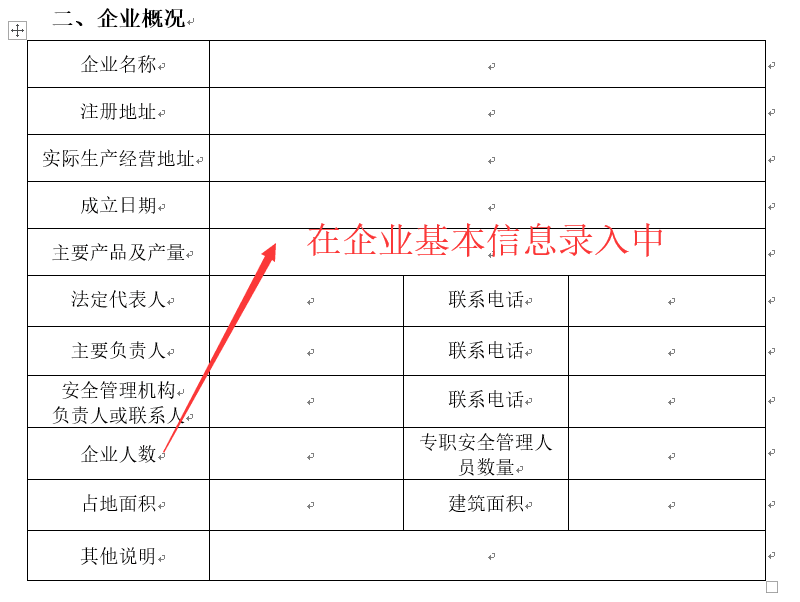 二、企业概况
企业名称
注册地址
实际生产经营地址
成立日期
在企业基本信息录入中
主要产品及产量
法定代表人 联系电话
主要负责人 联系电话
安全管理机构
负责人或联系人 联系电话
企业人数 专职安全管理人
员数量
占地面积 建筑面积
其他说明